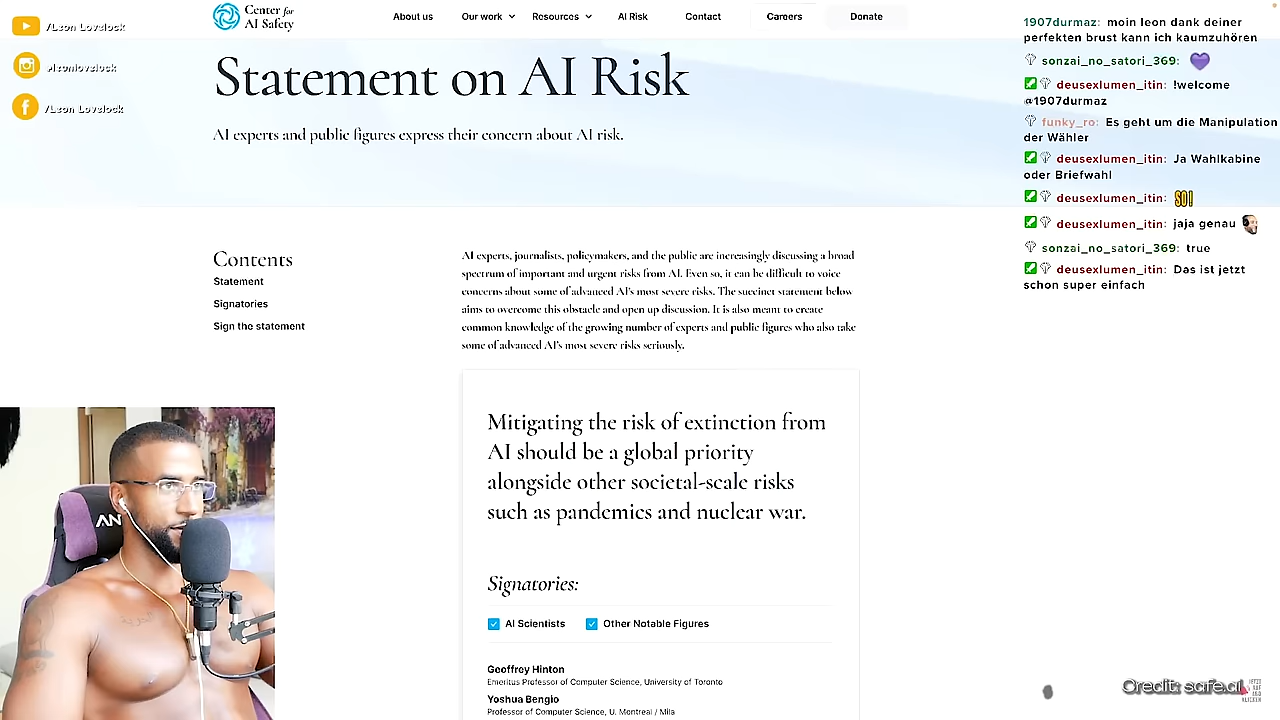 /Leon Lovelock
/leonlovelock
/Leon Lovelock
Center for
AI Safety
About us
Our work
Resources
AI Risk
Contact
Careers
Donate
Statement on AI Risk
AI experts and public figures express their concern about AI risk.
Contents
Statement
Signatories
Sign the statement
AI experts, journalists, policymakers, and the public are increasingly discussing a broad
spectrum of important and urgent risks from AI. Even so, it can be difficult to voice
concerns about some of advanced AI's most severe risks. The succinct statement below
aims to overcome this obstacle and open up discussion. It is also meant to create
common knowledge of the growing number of experts and public figures who also take
some of advanced AI's most severe risks seriously.
Mitigating the risk of extinction from
AI should be a global priority
alongside other societal-scale risks
such as pandemics and nuclear war.
Signatories:
AI Scientists
Other Notable Figures
Geoffrey Hinton
Emeritus Professor of Computer Science, University of Toronto
Yoshua Bengio
Professor of Computer Science, U. Montreal / Mila
1907durmaz: moin leon dank deiner
perfekten brust kann ich kaumzuhören
sonzai_no_satori_369:
deusexlumen_itin: !welcome
@1907durmaz
funky_ro: Es geht um die Manipulation
der Wähler
deusexlumen_itin: Ja Wahlkabine
oder Briefwahl
deusexlumen_itin: SO!
deusexlumen_itin: jaja genau
sonzai_no_satori_369: true
deusexlumen_itin: Das ist jetzt
schon super einfach
AN
Credit: safe.ai